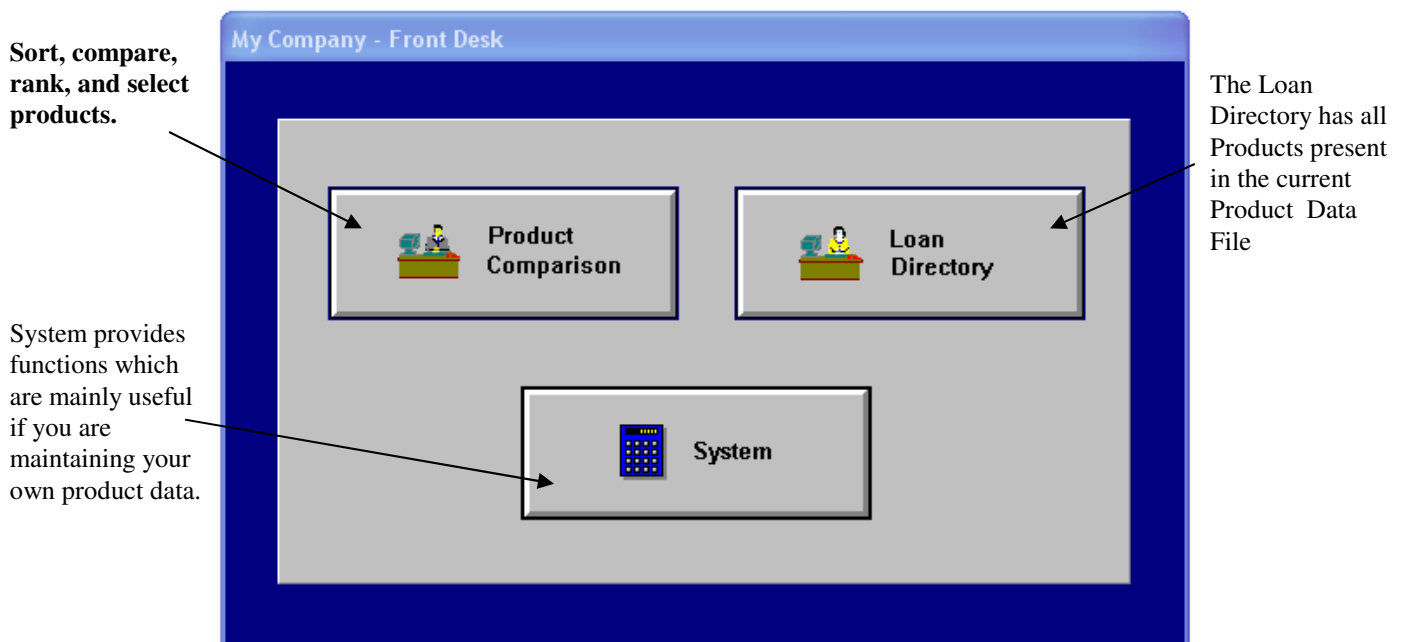 My Company - Front Desk
Sort, compare,
rank, and select
products.
The Loan
Directory has all
Products present
in the current
Product Data
File
Product
Comparison
Loan
Directory
System provides
functions which
are mainly useful
if you are
maintaining your
own product data.
System